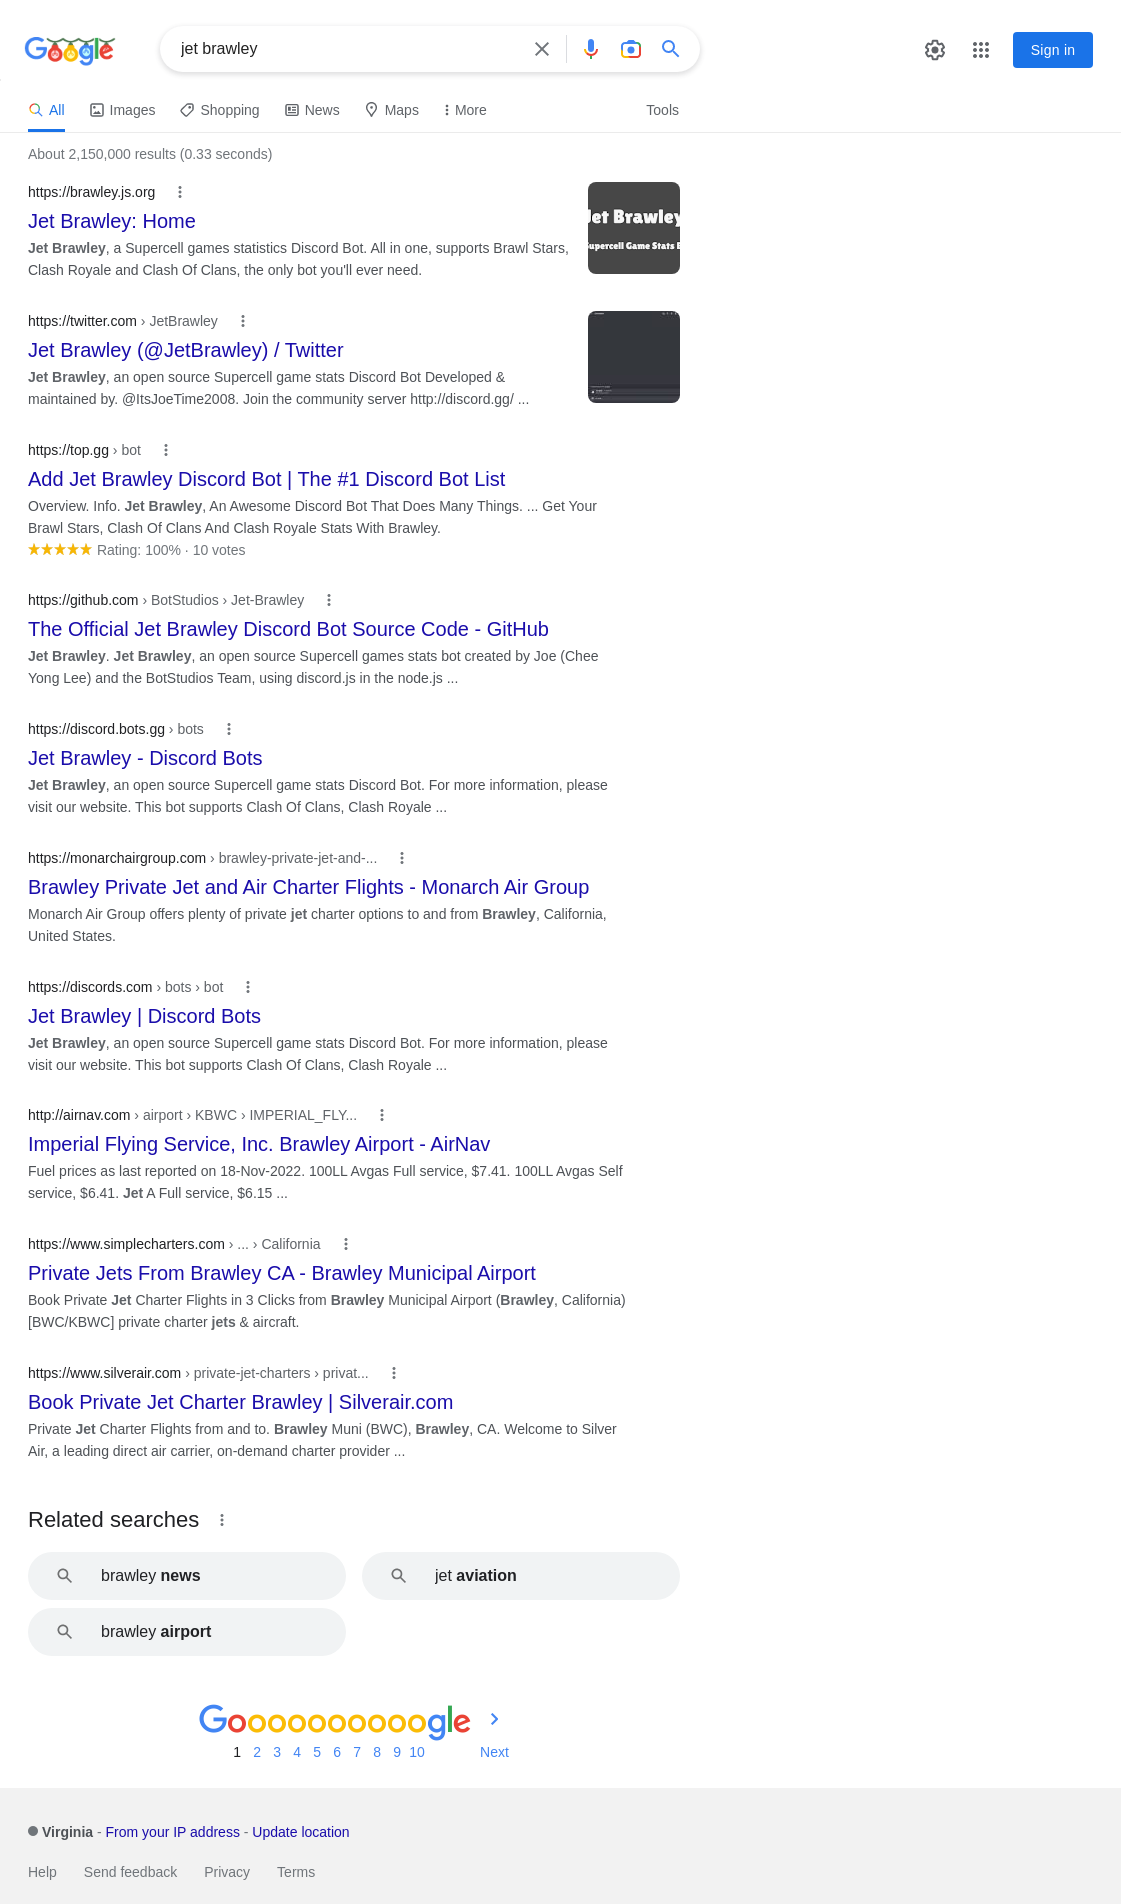 Google
jet brawley
Sign in
All Images Shopping News Maps More Tools
About 2,150,000 results (0.33 seconds)
https://brawley.js.org
Jet Brawley: Home
Jet Brawley, a Supercell games statistics Discord Bot. All in one, supports Brawl Stars,
Clash Royale and Clash Of Clans, the only bot you'll ever need.
Jet Brawley
Supercell Game Stats B
https://twitter.com › JetBrawley
Jet Brawley (@JetBrawley) / Twitter
Jet Brawley, an open source Supercell game stats Discord Bot Developed &
maintained by. @ItsJoeTime2008. Join the community server http://discord.gg/ ...
https://top.gg › bot
Add Jet Brawley Discord Bot | The #1 Discord Bot List
Overview. Info. Jet Brawley, An Awesome Discord Bot That Does Many Things. ... Get Your
Brawl Stars, Clash Of Clans And Clash Royale Stats With Brawley.
Rating: 100% · 10 votes
https://github.com › BotStudios › Jet-Brawley
The Official Jet Brawley Discord Bot Source Code - GitHub
Jet Brawley. Jet Brawley, an open source Supercell games stats bot created by Joe (Chee
Yong Lee) and the BotStudios Team, using discord.js in the node.js ...
https://discord.bots.gg › bots
Jet Brawley - Discord Bots
Jet Brawley, an open source Supercell game stats Discord Bot. For more information, please
visit our website. This bot supports Clash Of Clans, Clash Royale ...
https://monarchairgroup.com › brawley-private-jet-and-...
Brawley Private Jet and Air Charter Flights - Monarch Air Group
Monarch Air Group offers plenty of private jet charter options to and from Brawley, California,
United States.
https://discords.com › bots › bot
Jet Brawley | Discord Bots
Jet Brawley, an open source Supercell game stats Discord Bot. For more information, please
visit our website. This bot supports Clash Of Clans, Clash Royale ...
http://airnav.com › airport › KBWC › IMPERIAL_FLY...
Imperial Flying Service, Inc. Brawley Airport - AirNav
Fuel prices as last reported on 18-Nov-2022. 100LL Avgas Full service, $7.41. 100LL Avgas Self
service, $6.41. Jet A Full service, $6.15 ...
https://www.simplecharters.com › ... › California
Private Jets From Brawley CA - Brawley Municipal Airport
Book Private Jet Charter Flights in 3 Clicks from Brawley Municipal Airport (Brawley, California)
[BWC/KBWC] private charter jets & aircraft.
https://www.silverair.com › private-jet-charters › privat...
Book Private Jet Charter Brawley | Silverair.com
Private Jet Charter Flights from and to. Brawley Muni (BWC), Brawley, CA. Welcome to Silver
Air, a leading direct air carrier, on-demand charter provider ...
Related searches
brawley news jet aviation
brawley airport
Goooooooooogle
1 2 3 4 5 6 7 8 9 10 Next
Virginia - From your IP address - Update location
Help Send feedback Privacy Terms